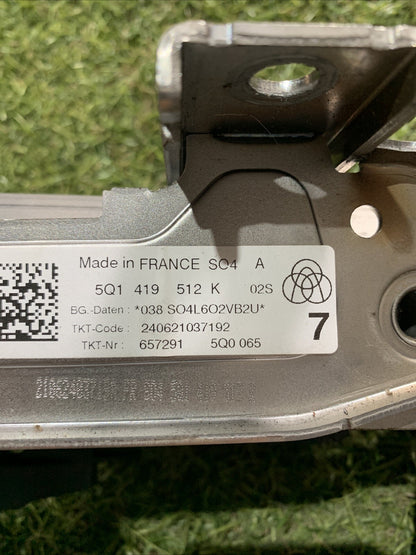 Made in FRANCE SO4 A
5Q1 419 512 K 02S
BG.-Daten : *038 SO4L6O2VB2U*
TKT-Code : 240621037192
TKT-Nr : 657291 5Q0 065
7